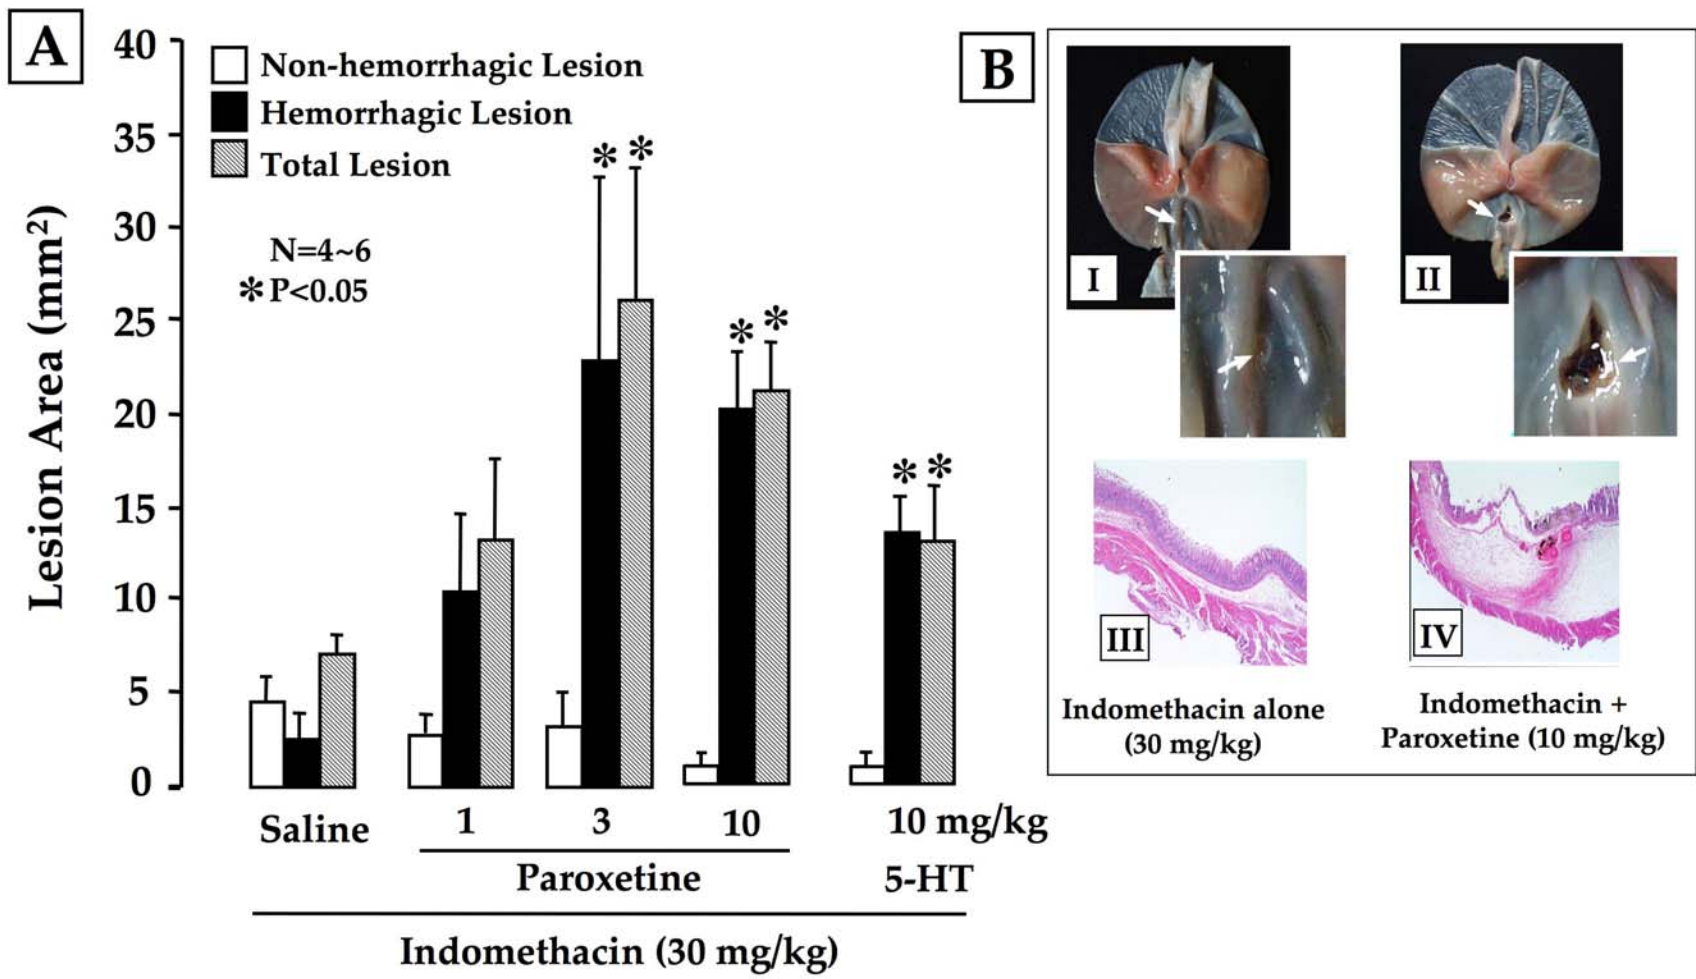 A
40
35
30
25
20
15
10
5
0
Lesion Area (mm²)
Non-hemorrhagic Lesion
Hemorrhagic Lesion
Total Lesion
N=4~6
*P<0.05
* *
* *
* *
Saline
1
3
10
10 mg/kg
Paroxetine
5-HT
Indomethacin (30 mg/kg)
B
I
II
III
IV
Indomethacin alone
(30 mg/kg)
Indomethacin +
Paroxetine (10 mg/kg)